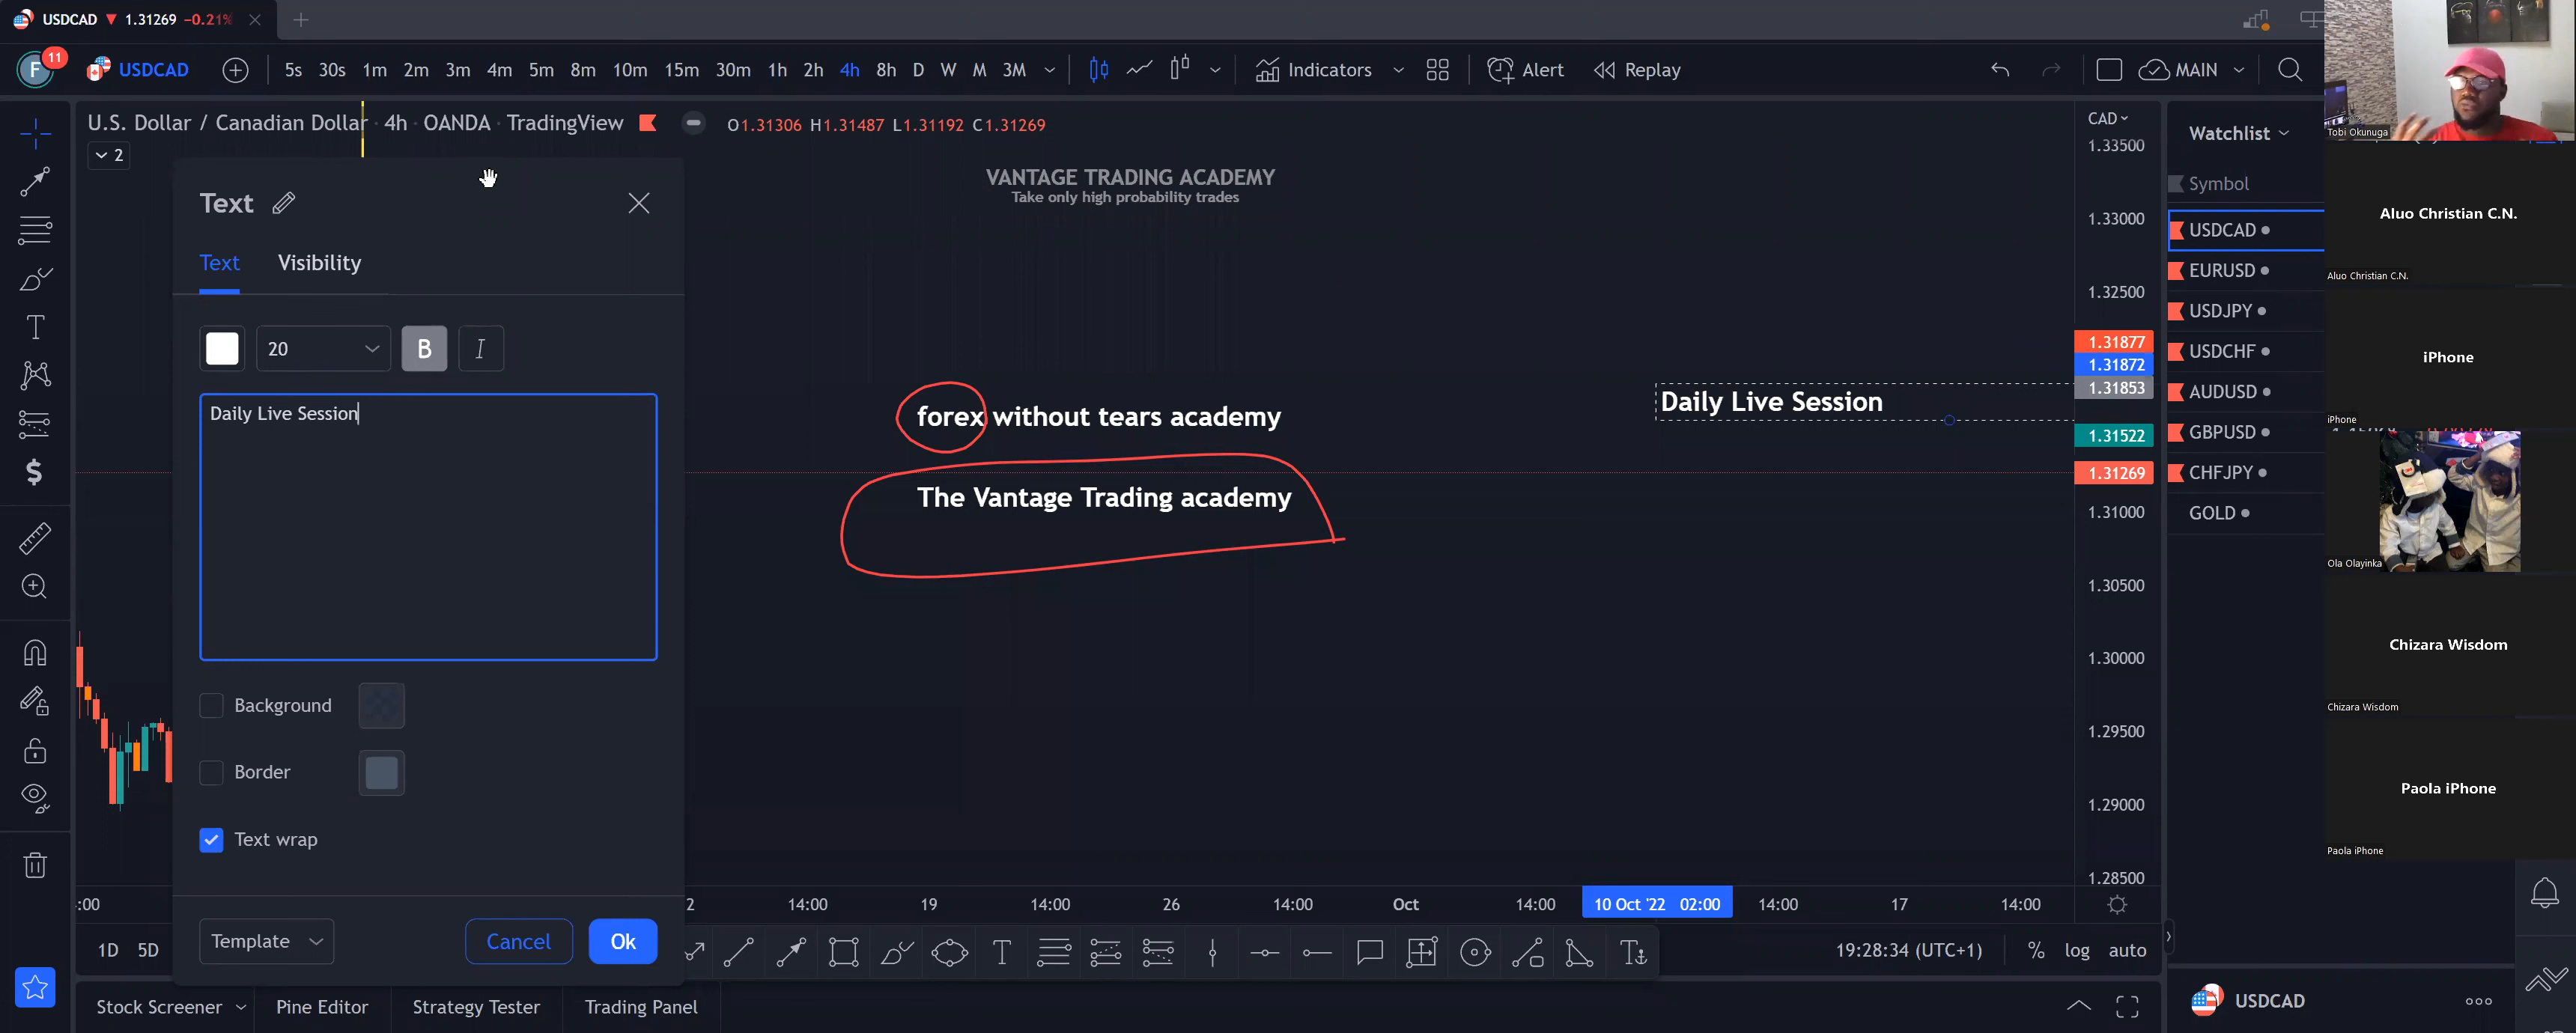 USDCAD ▼ 1.31269 −0.21%
F 11 USDCAD 5s 30s 1m 2m 3m 4m 5m 8m 10m 15m 30m 1h 2h 4h 8h D W M 3M Indicators Alert Replay MAIN
U.S. Dollar / Canadian Dollar · 4h · OANDA · TradingView O1.31306 H1.31487 L1.31192 C1.31269
2
VANTAGE TRADING ACADEMY
Take only high probability trades
Text
Text Visibility
20 B I
Daily Live Session
Background
Border
Text wrap
Template Cancel Ok
forex without tears academy
The Vantage Trading academy
Daily Live Session
CAD
1.33500
1.33000
1.32500
1.31877
1.31872
1.31853
1.31522
1.31269
1.31000
1.30500
1.30000
1.29500
1.29000
1.28500
:00 2 14:00 19 14:00 26 14:00 Oct 14:00 10 Oct '22 02:00 14:00 17 14:00
1D 5D 19:28:34 (UTC+1) % log auto
Stock Screener Pine Editor Strategy Tester Trading Panel
Watchlist
Symbol
USDCAD
EURUSD
USDJPY
USDCHF
AUDUSD
GBPUSD
CHFJPY
GOLD
USDCAD
Tobi Okunuga
Aluo Christian C.N.
Aluo Christian C.N.
iPhone
iPhone
Ola Olayinka
Chizara Wisdom
Chizara Wisdom
Paola iPhone
Paola iPhone